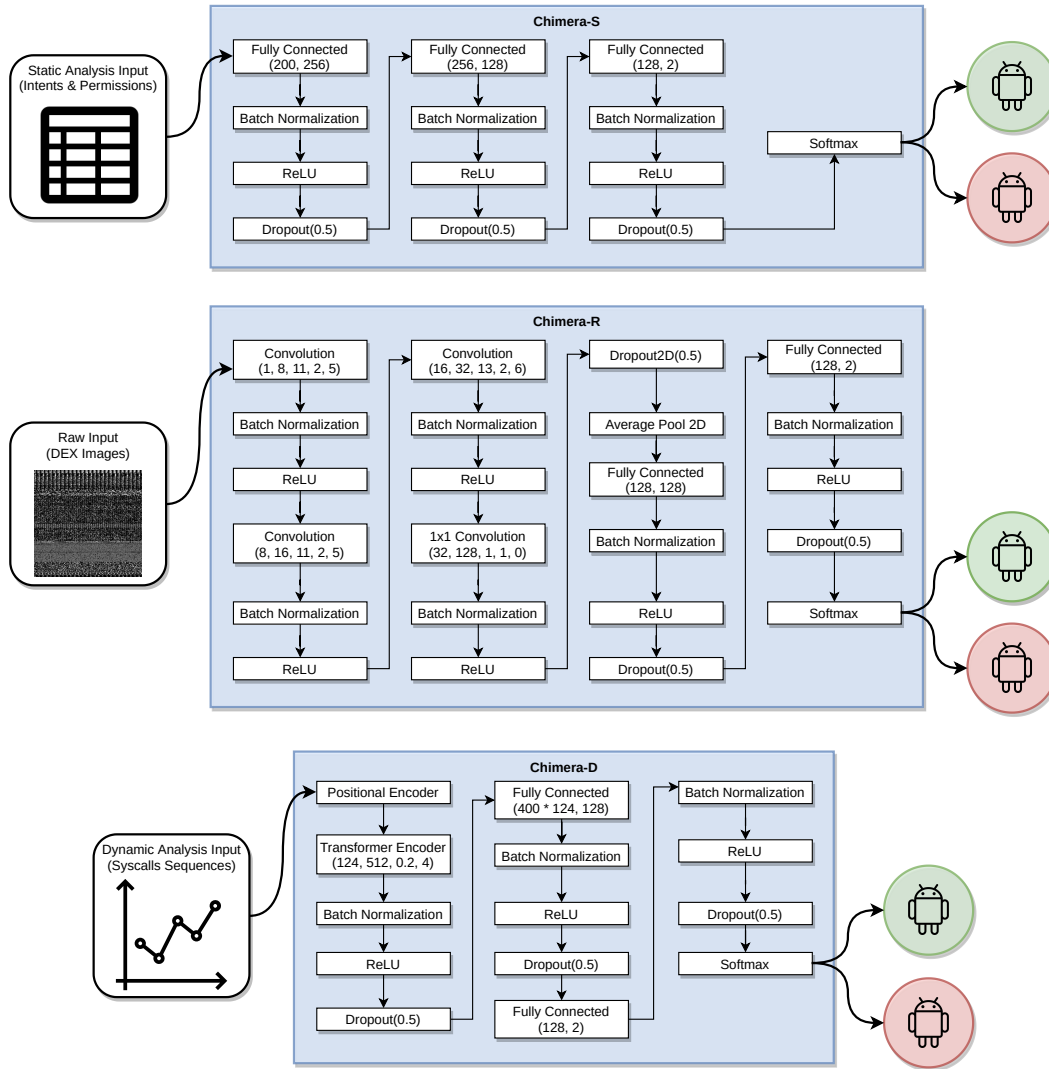 Chimera-S
Static Analysis Input
(Intents & Permissions)
Fully Connected
(200, 256)
Batch Normalization
ReLU
Dropout(0.5)
Fully Connected
(256, 128)
Batch Normalization
ReLU
Dropout(0.5)
Fully Connected
(128, 2)
Batch Normalization
ReLU
Dropout(0.5)
Softmax
Chimera-R
Raw Input
(DEX Images)
Convolution
(1, 8, 11, 2, 5)
Batch Normalization
ReLU
Convolution
(8, 16, 11, 2, 5)
Batch Normalization
ReLU
Convolution
(16, 32, 13, 2, 6)
Batch Normalization
ReLU
1x1 Convolution
(32, 128, 1, 1, 0)
Batch Normalization
ReLU
Dropout2D(0.5)
Average Pool 2D
Fully Connected
(128, 128)
Batch Normalization
ReLU
Dropout(0.5)
Fully Connected
(128, 2)
Batch Normalization
ReLU
Dropout(0.5)
Softmax
Chimera-D
Dynamic Analysis Input
(Syscalls Sequences)
Positional Encoder
Transformer Encoder
(124, 512, 0.2, 4)
Batch Normalization
ReLU
Dropout(0.5)
Fully Connected
(400 * 124, 128)
Batch Normalization
ReLU
Dropout(0.5)
Fully Connected
(128, 2)
Batch Normalization
ReLU
Dropout(0.5)
Softmax